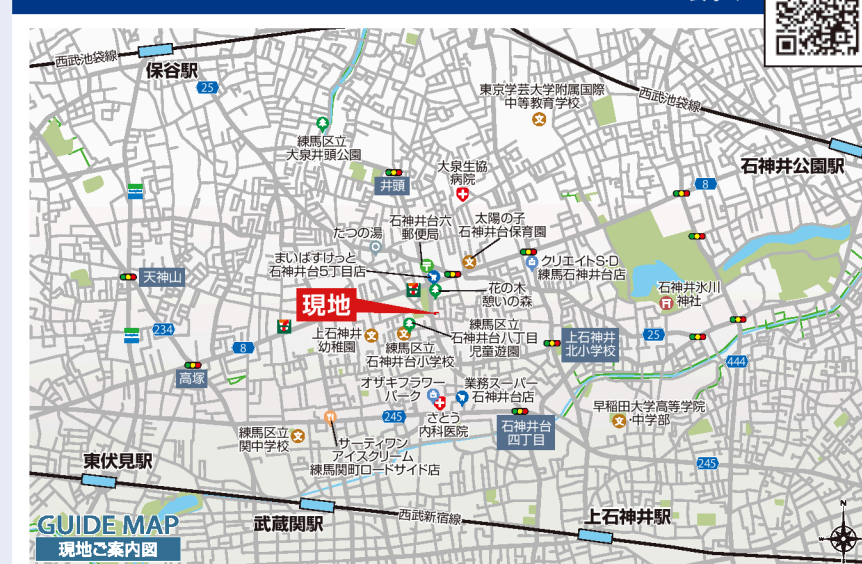 西武池袋線
保谷駅
25
東京学芸大学附属国際
中等教育学校
西武池袋線
練馬区立
大泉井頭公園
大泉生協
病院
石神井公園駅
井頭
8
石神井台六
郵便局
太陽の子
石神井台保育園
たつの湯
まいばすけっと
石神井台5丁目店
クリエイトS・D
練馬石神井台店
天神山
花の木
憩いの森
石神井氷川
神社
現地
234
8
上石神井
幼稚園
練馬区立
石神井台小学校
練馬区立
石神井台八丁目
児童遊園
上石神井
北小学校
25
444
高塚
オザキフラワー
パーク
業務スーパー
石神井台店
245
さとう
内科医院
石神井台
四丁目
早稲田大学高等学院
・中学部
練馬区立
関中学校
サーティワン
アイスクリーム
練馬関町ロードサイド店
245
東伏見駅
武蔵関駅
西武新宿線
上石神井駅
N
GUIDE MAP
現地ご案内図